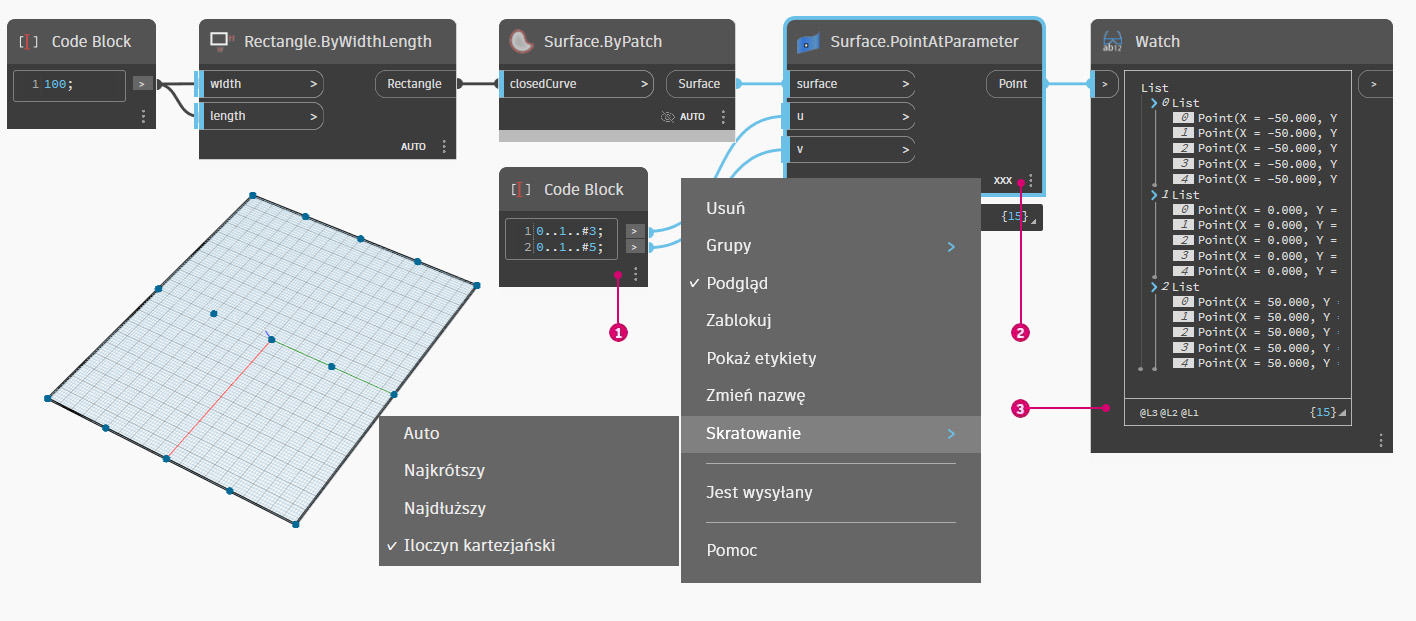 Code Block
1 100;
>
Rectangle.ByWidthLength
width >
Rectangle
length >
AUTO
Surface.ByPatch
closedCurve >
Surface
AUTO
Surface.PointAtParameter
surface >
Point
u >
v >
XXX
{15}
Code Block
1 0..1..#3; >
2 0..1..#5; >
1
2
3
Watch
ab12
>
>
List
0 List
0 Point(X = -50.000, Y
1 Point(X = -50.000, Y
2 Point(X = -50.000, Y
3 Point(X = -50.000, Y
4 Point(X = -50.000, Y
1 List
0 Point(X = 0.000, Y =
1 Point(X = 0.000, Y =
2 Point(X = 0.000, Y =
3 Point(X = 0.000, Y =
4 Point(X = 0.000, Y =
2 List
0 Point(X = 50.000, Y =
1 Point(X = 50.000, Y =
2 Point(X = 50.000, Y =
3 Point(X = 50.000, Y =
4 Point(X = 50.000, Y =
@L3 @L2 @L1 {15}
Usuń
Grupy >
✓ Podgląd
Zablokuj
Pokaż etykiety
Zmień nazwę
Skratowanie >
Jest wysyłany
Pomoc
Auto
Najkrótszy
Najdłuższy
✓ Iloczyn kartezjański